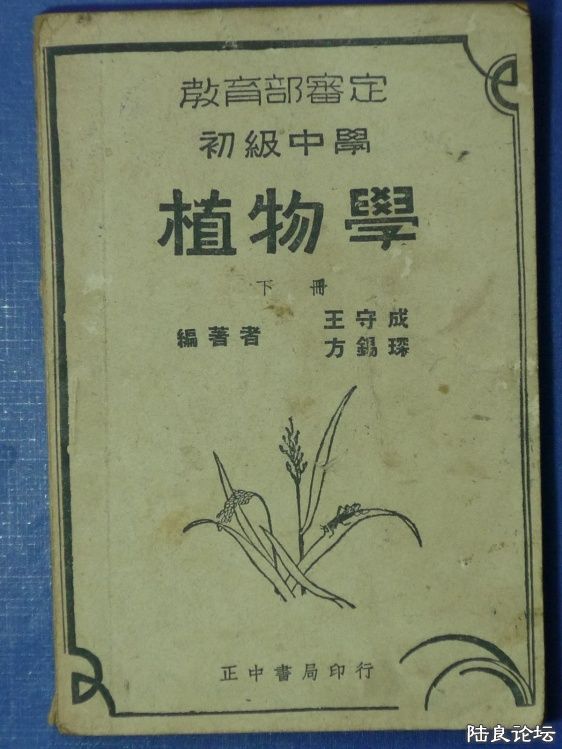 教育部審定
初級中學
植物學
下冊
編著者
王守成
方錫琛
正中書局印行
陆良论坛